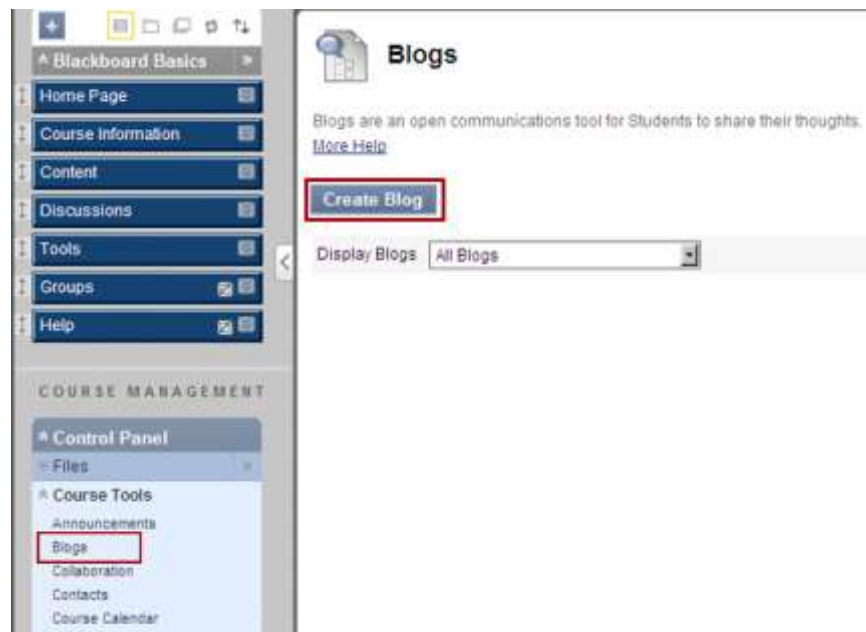 Blackboard Basics
Home Page
Course Information
Content
Discussions
Tools
Groups
Help
COURSE MANAGEMENT
Control Panel
Files
Course Tools
Announcements
Blogs
Collaboration
Contacts
Course Calendar
Blogs
Blogs are an open communications tool for Students to share their thoughts.
More Help
Create Blog
Display Blogs All Blogs